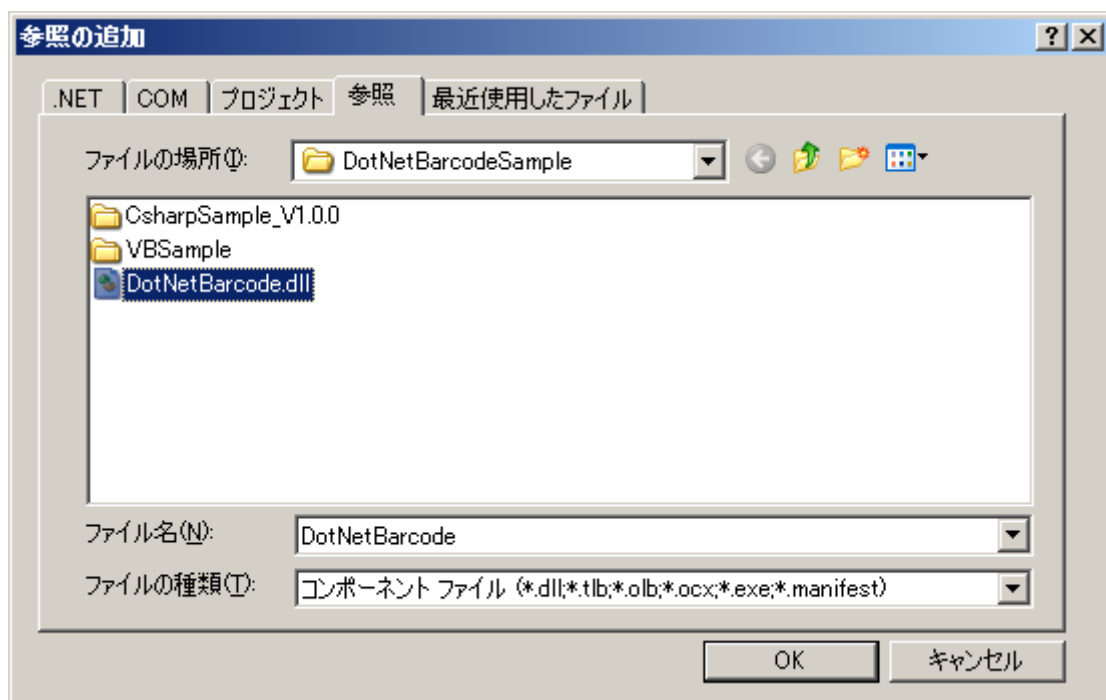 参照の追加
.NET COM プロジェクト 参照 最近使用したファイル
ファイルの場所(I): DotNetBarcodeSample
CsharpSample_V1.0.0
VBSample
DotNetBarcode.dll
ファイル名(N): DotNetBarcode
ファイルの種類(T): コンポーネント ファイル (*.dll;*.tlb;*.olb;*.ocx;*.exe;*.manifest)
OK キャンセル